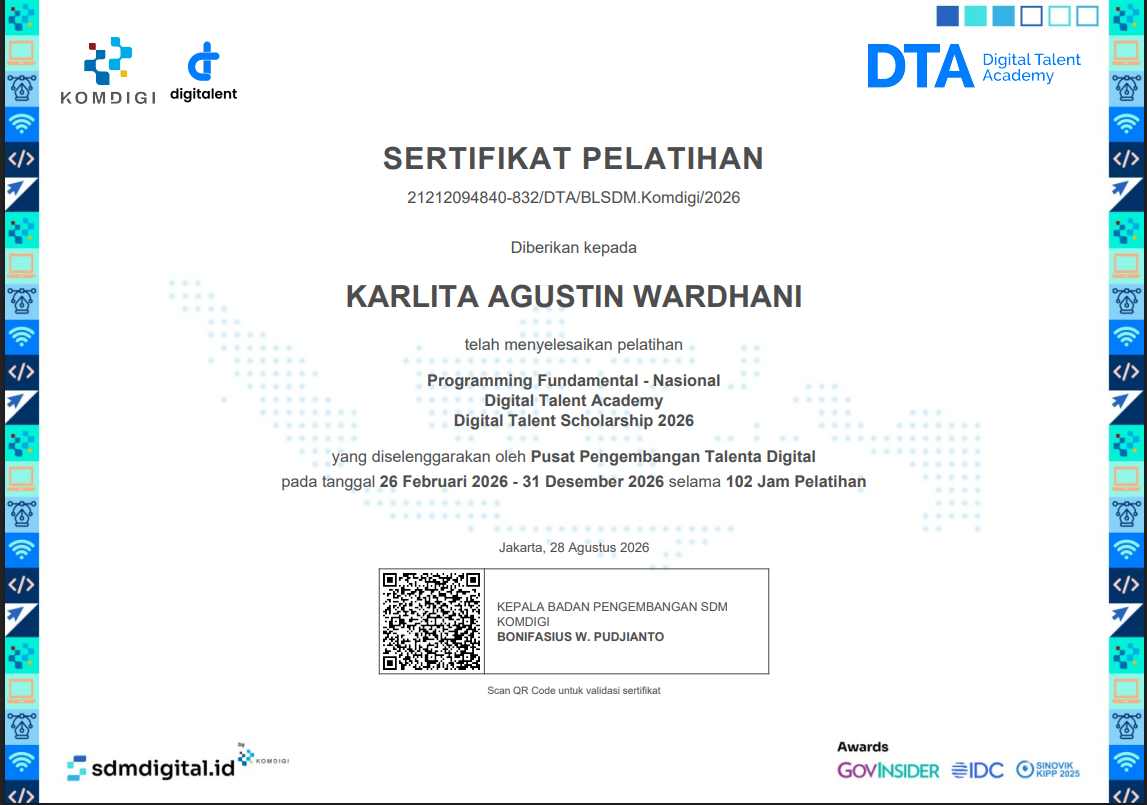 KOMDIGI
digitalent
DTA Digital Talent
Academy
SERTIFIKAT PELATIHAN
21212094840-832/DTA/BLSDM.Komdigi/2026
Diberikan kepada
KARLITA AGUSTIN WARDHANI
telah menyelesaikan pelatihan
Programming Fundamental - Nasional
Digital Talent Academy
Digital Talent Scholarship 2026
yang diselenggarakan oleh Pusat Pengembangan Talenta Digital
pada tanggal 26 Februari 2026 - 31 Desember 2026 selama 102 Jam Pelatihan
Jakarta, 28 Agustus 2026
KEPALA BADAN PENGEMBANGAN SDM
KOMDIGI
BONIFASIUS W. PUDJIANTO
Scan QR Code untuk validasi sertifikat
sdmdigital.id by KOMDIGI
Awards
GOVINSIDER IDC SINOVIK
KIPP 2025